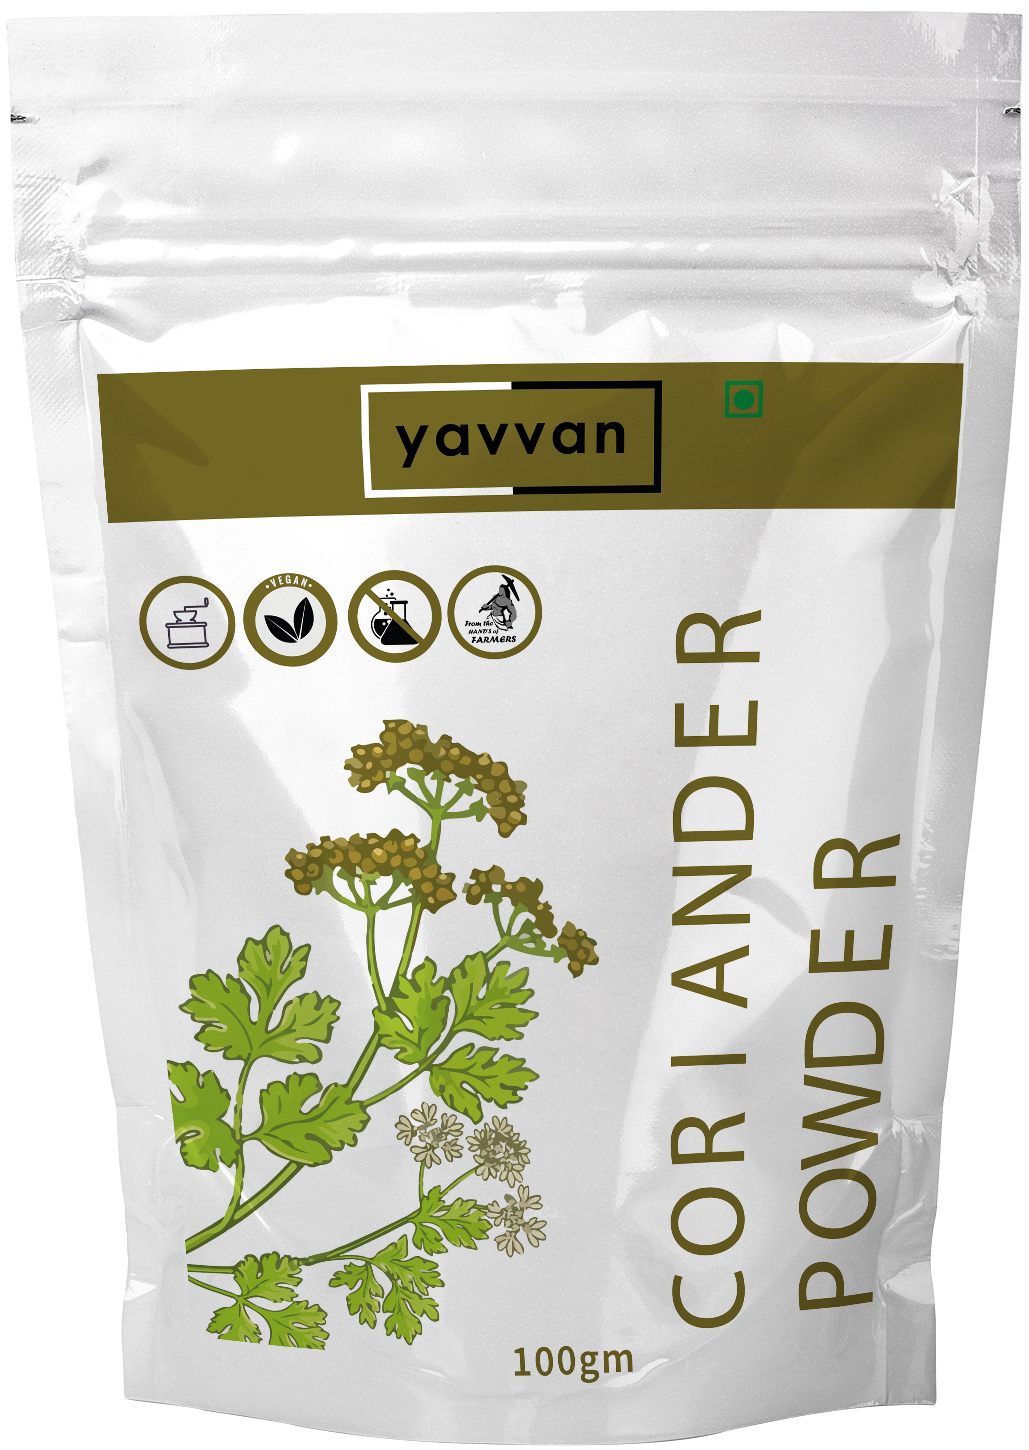 yavvan
VEGAN
From the
HANDS of
FARMERS
CORIANDER
POWDER
100gm